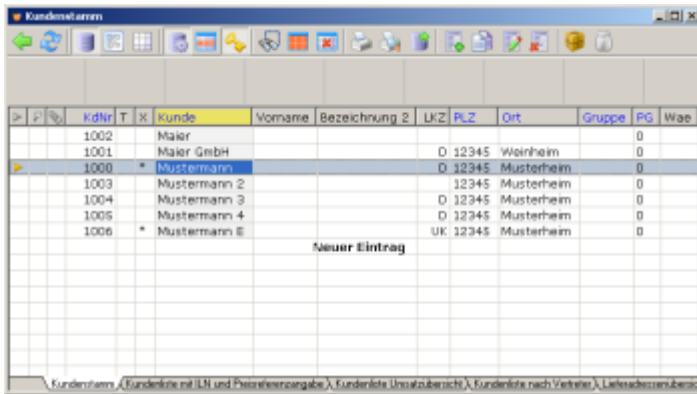 Kundenstamm
KdNr T X Kunde Vorname Bezeichnung 2 LKZ PLZ Ort Gruppe PG Wae
1002 Maier 0
1001 Maier GmbH D 12345 Weinheim 0
1000 * Mustermann D 12345 Musterheim 0
1003 Mustermann 2 12345 Musterheim 0
1004 Mustermann 3 D 12345 Musterheim 0
1005 Mustermann 4 D 12345 Musterheim 0
1006 * Mustermann E UK 12345 Musterheim 0
Neuer Eintrag
Kundenstamm Kundenliste mit ILN und Preisreferenzangabe Kundenliste Umsatzübersicht Kundenliste nach Vertreter Lieferadressenübersic